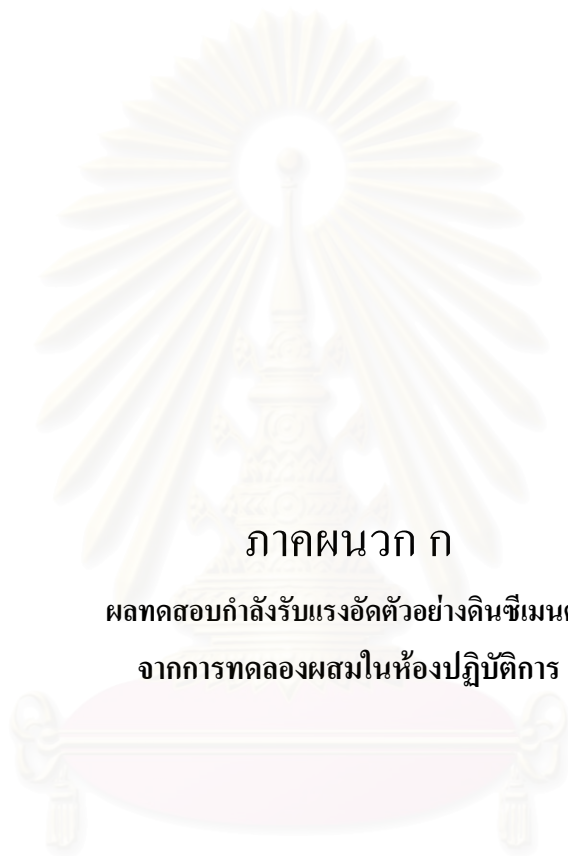 ภาคผนวก ก
ผลทดสอบกำลังรับแรงอัดตัวอย่างดินซีเมนต์
จากการทดลองผสมในห้องปฏิบัติการ